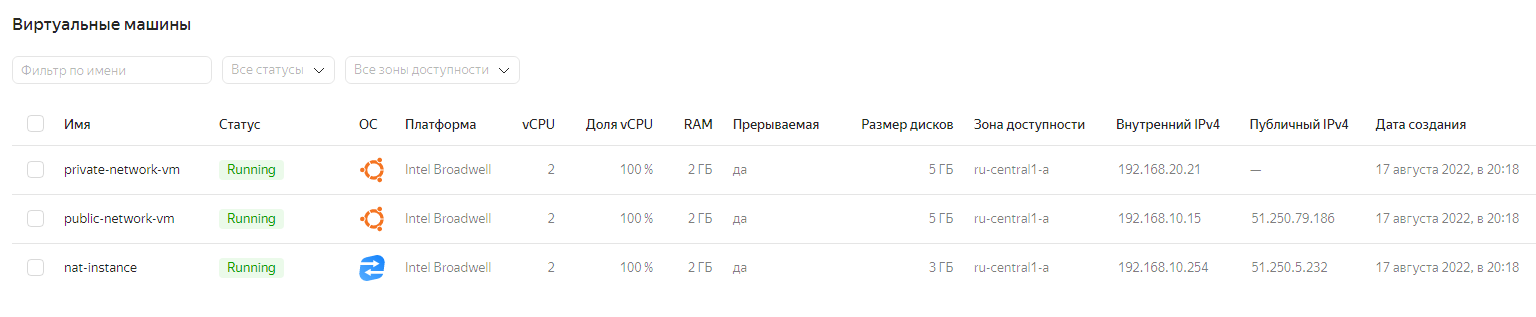 Виртуальные машины
Фильтр по имени Все статусы Все зоны доступности
Имя Статус ОС Платформа vCPU Доля vCPU RAM Прерываемая Размер дисков Зона доступности Внутренний IPv4 Публичный IPv4 Дата создания
private-network-vm Running Intel Broadwell 2 100 % 2 ГБ да 5 ГБ ru-central1-a 192.168.20.21 — 17 августа 2022, в 20:18
public-network-vm Running Intel Broadwell 2 100 % 2 ГБ да 5 ГБ ru-central1-a 192.168.10.15 51.250.79.186 17 августа 2022, в 20:18
nat-instance Running Intel Broadwell 2 100 % 2 ГБ да 3 ГБ ru-central1-a 192.168.10.254 51.250.5.232 17 августа 2022, в 20:18